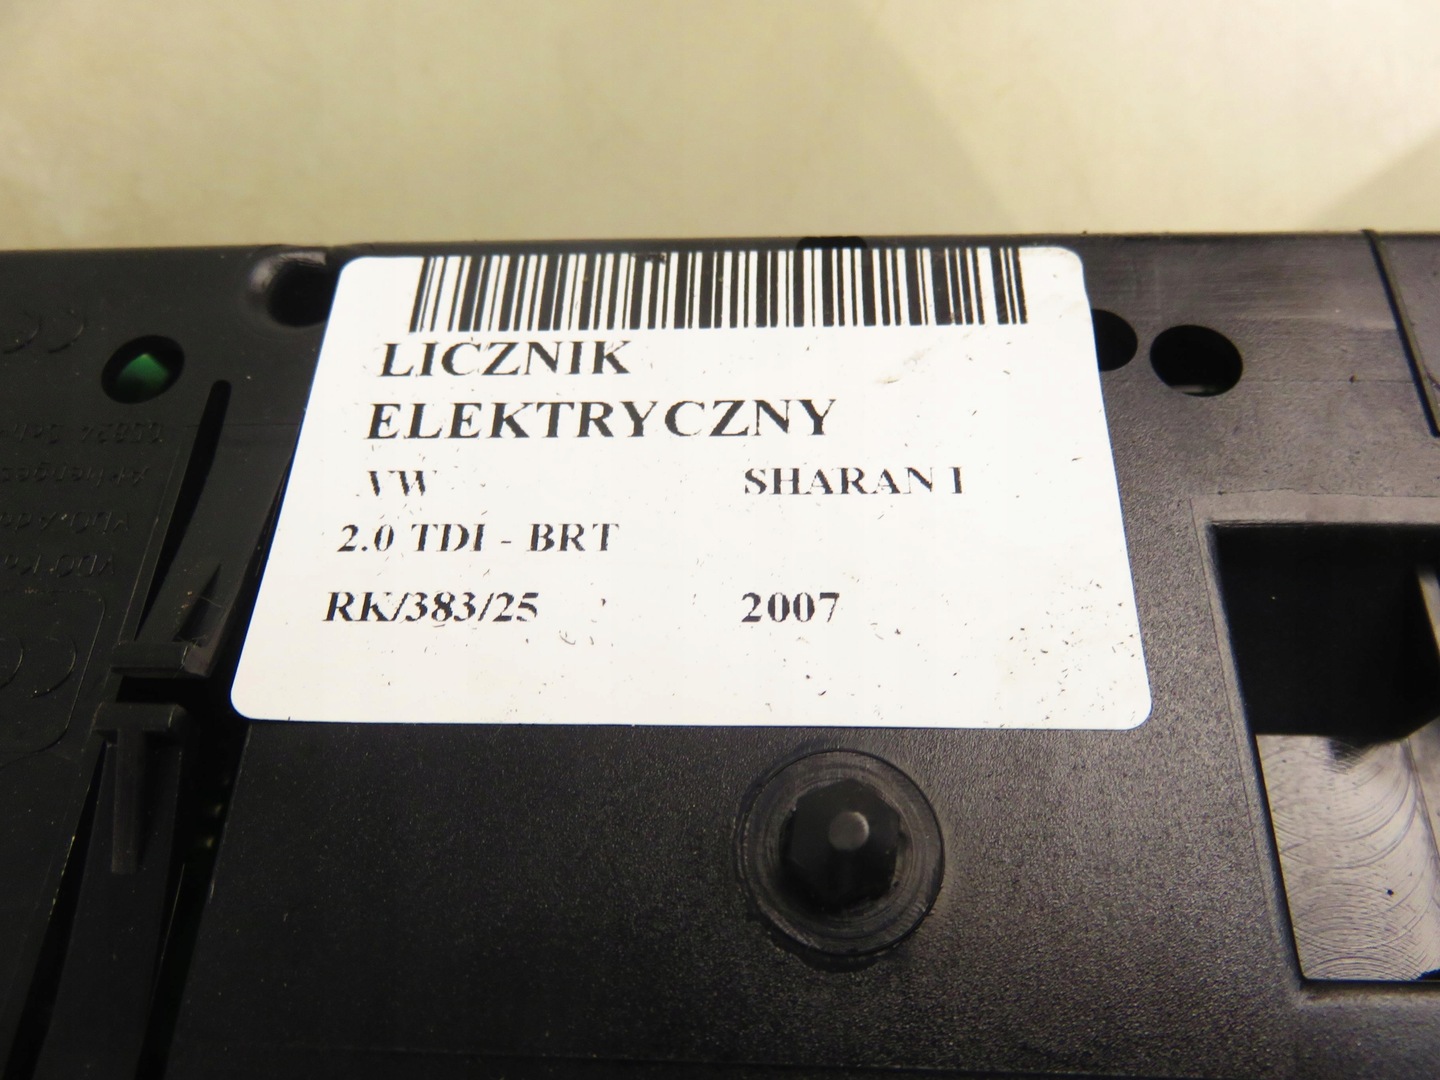 LICZNIK
ELEKTRYCZNY
VW SHARAN I
2.0 TDI - BRT
RK/383/25 2007